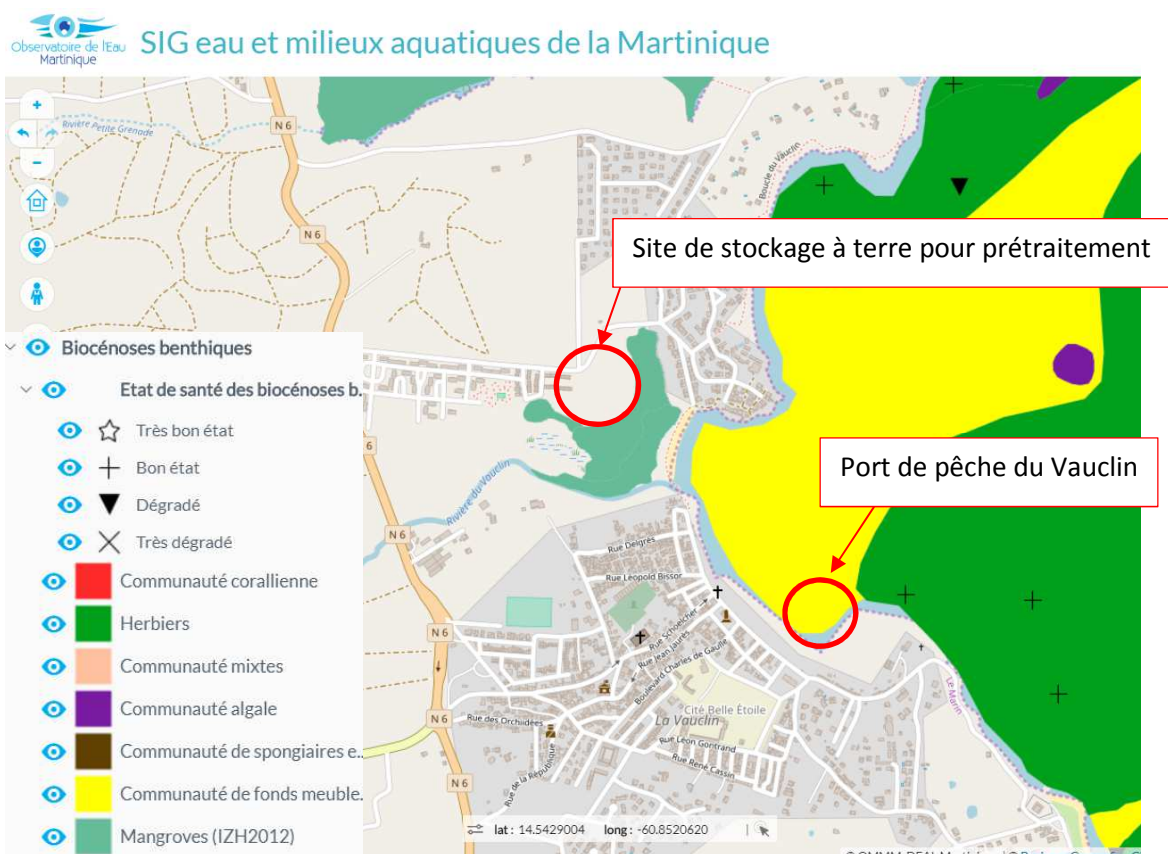 Observatoire de l'Eau
Martinique
SIG eau et milieux aquatiques de la Martinique
+
-
Rivière Petite Grenade
N 6
N 6
Boucle du Vauclin
Site de stockage à terre pour prétraitement
Biocénoses benthiques
Etat de santé des biocénoses b.
Très bon état
Bon état
Dégradé
Très dégradé
Communauté corallienne
Herbiers
Communauté mixtes
Communauté algale
Communauté de spongiaires e..
Communauté de fonds meuble.
Mangroves (IZH2012)
6
Port de pêche du Vauclin
Rivière du Vauclin
N 6
Rue Delgrès
Rue Léopold Bissol
Rue Schoelcher
Rue Jean Jaurès
Boulevard Charles de Gaulle
N 6
Le Marin
Cité Belle Étoile
La Vauclin
N 6
Rue des Orchidées
Rue Léon Gontrand
Rue René Cassin
Rue de la République
N 6
lat : 14.5429004 long : -60.8520620